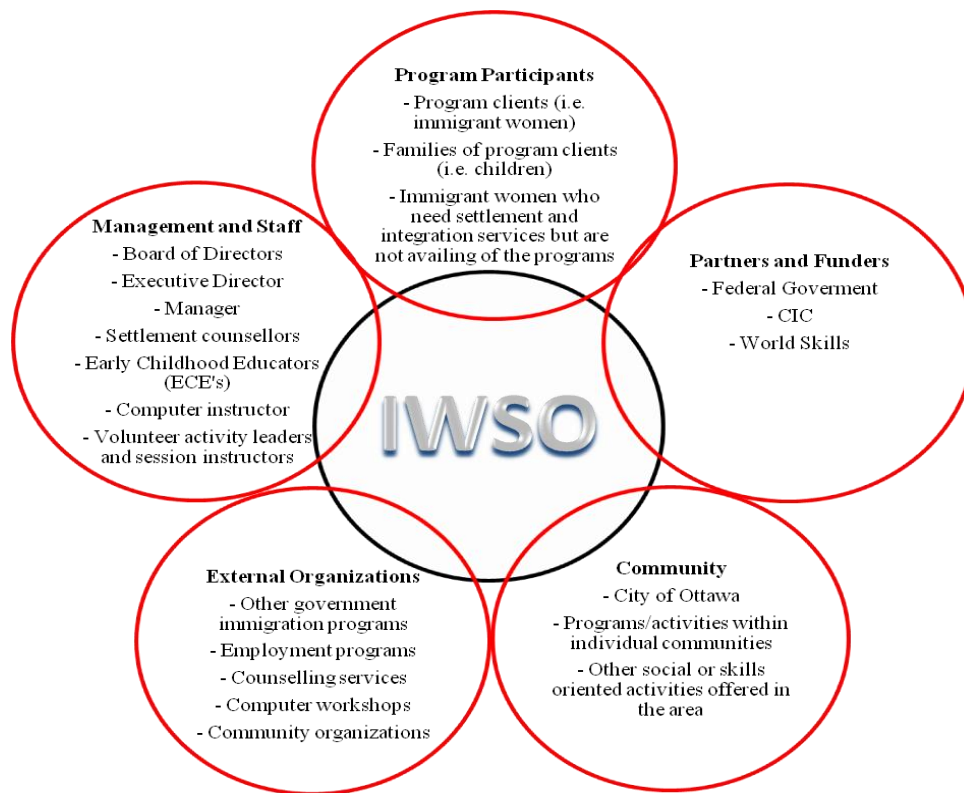 Program Participants
- Program clients (i.e.
immigrant women)
- Families of program clients
(i.e. children)
- Immigrant women who
need settlement and
integration services but are
not availing of the programs
Management and Staff
- Board of Directors
- Executive Director
- Manager
- Settlement counsellors
- Early Childhood Educators
(ECE's)
- Computer instructor
- Volunteer activity leaders
and session instructors
Partners and Funders
- Federal Goverment
- CIC
- World Skills
IWSO
External Organizations
- Other government
immigration programs
- Employment programs
- Counselling services
- Computer workshops
- Community organizations
Community
- City of Ottawa
- Programs/activities within
individual communities
- Other social or skills
oriented activities offered in
the area